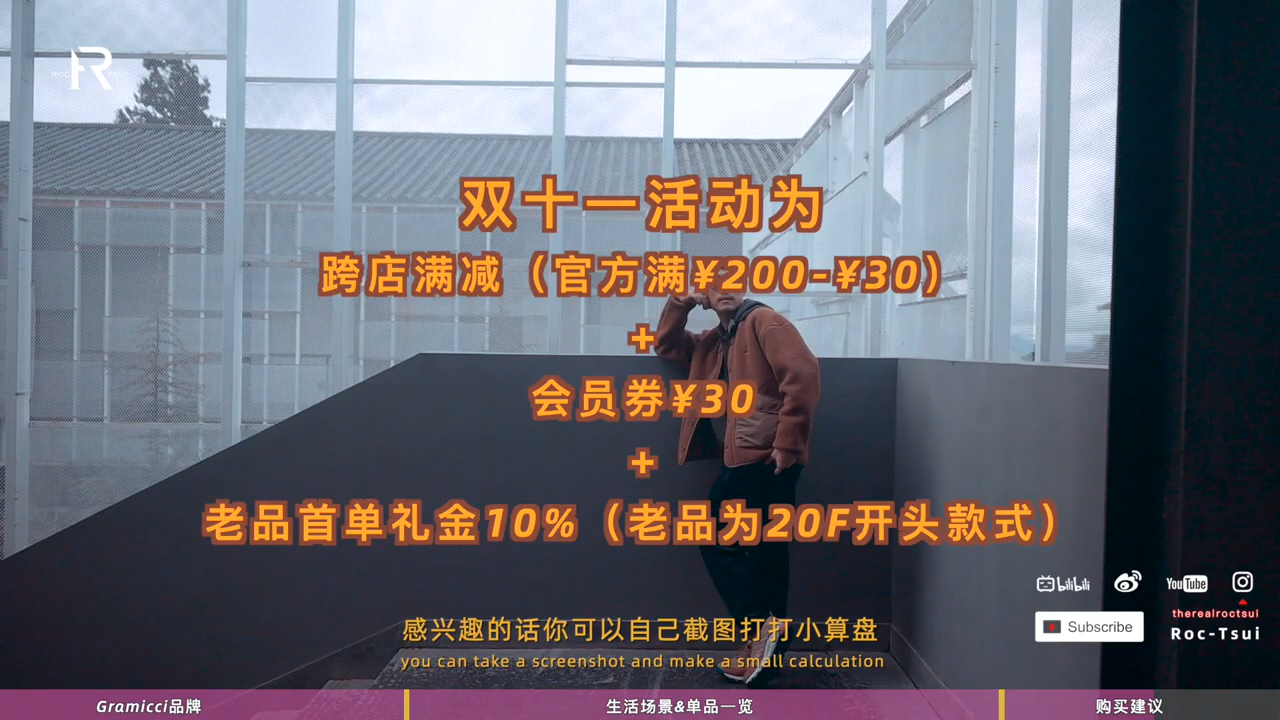 R
双十一活动为
跨店满减（官方满¥200-¥30）
+
会员券¥30
+
老品首单礼金10%（老品为20F开头款式）
bilibili
You Tube
therealroctsui
Subscribe
Roc-Tsui
感兴趣的话你可以自己截图打打小算盘
you can take a screenshot and make a small calculation
Gramicci品牌
生活场景&单品一览
购买建议